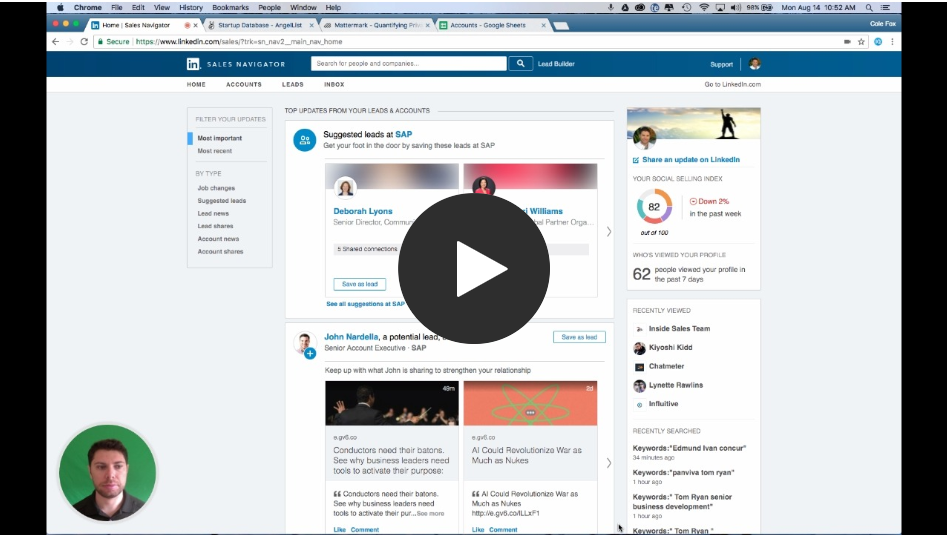 Chrome File Edit View History Bookmarks People Window Help
98% Mon Aug 14 10:52 AM
Home | Sales Navigator
Startup Database - AngelList
Mattermark - Quantifying Priv
Accounts - Google Sheets
Cole Fox
Secure https://www.linkedin.com/sales/?trk=sn_nav2__main_nav_home
in SALES NAVIGATOR
Search for people and companies...
Lead Builder
Support
HOME ACCOUNTS LEADS INBOX
Go to LinkedIn.com
FILTER YOUR UPDATES
Most important
Most recent
BY TYPE
Job changes
Suggested leads
Lead news
Lead shares
Account news
Account shares
TOP UPDATES FROM YOUR LEADS & ACCOUNTS
Suggested leads at SAP
Get your foot in the door by saving these leads at SAP
Deborah Lyons
Senior Director, Commun
5 Shared connections
Save as lead
Williams
bel Partner Orga...
See all suggestions at SAP
John Nardella, a potential lead,
Senior Account Executive · SAP
Save as lead
Keep up with what John is sharing to strengthen your relationship
48m
e.gv6.co
Conductors need their batons.
See why business leaders need
tools to activate their purpose:
Conductors need their batons.
See why business leaders need
tools to activate their pur...See more
Like Comment
2d
e.gv6.co
AI Could Revolutionize War as
Much as Nukes
AI Could Revolutionize War as
Much as Nukes
http://e.gv6.co/lLLxF1
Like Comment
Share an update on LinkedIn
YOUR SOCIAL SELLING INDEX
82
out of 100
Down 2%
in the past week
WHO'S VIEWED YOUR PROFILE
62 people viewed your profile in
the past 7 days
RECENTLY VIEWED
Inside Sales Team
Kiyoshi Kidd
Chatmeter
Lynette Rawlins
Influitive
RECENTLY SEARCHED
Keywords:"Edmund Ivan concur"
34 minutes ago
Keywords:"panviva tom ryan"
1 hour ago
Keywords:" Tom Ryan senior
business development"
1 hour ago
Keywords:" Tom Ryan "